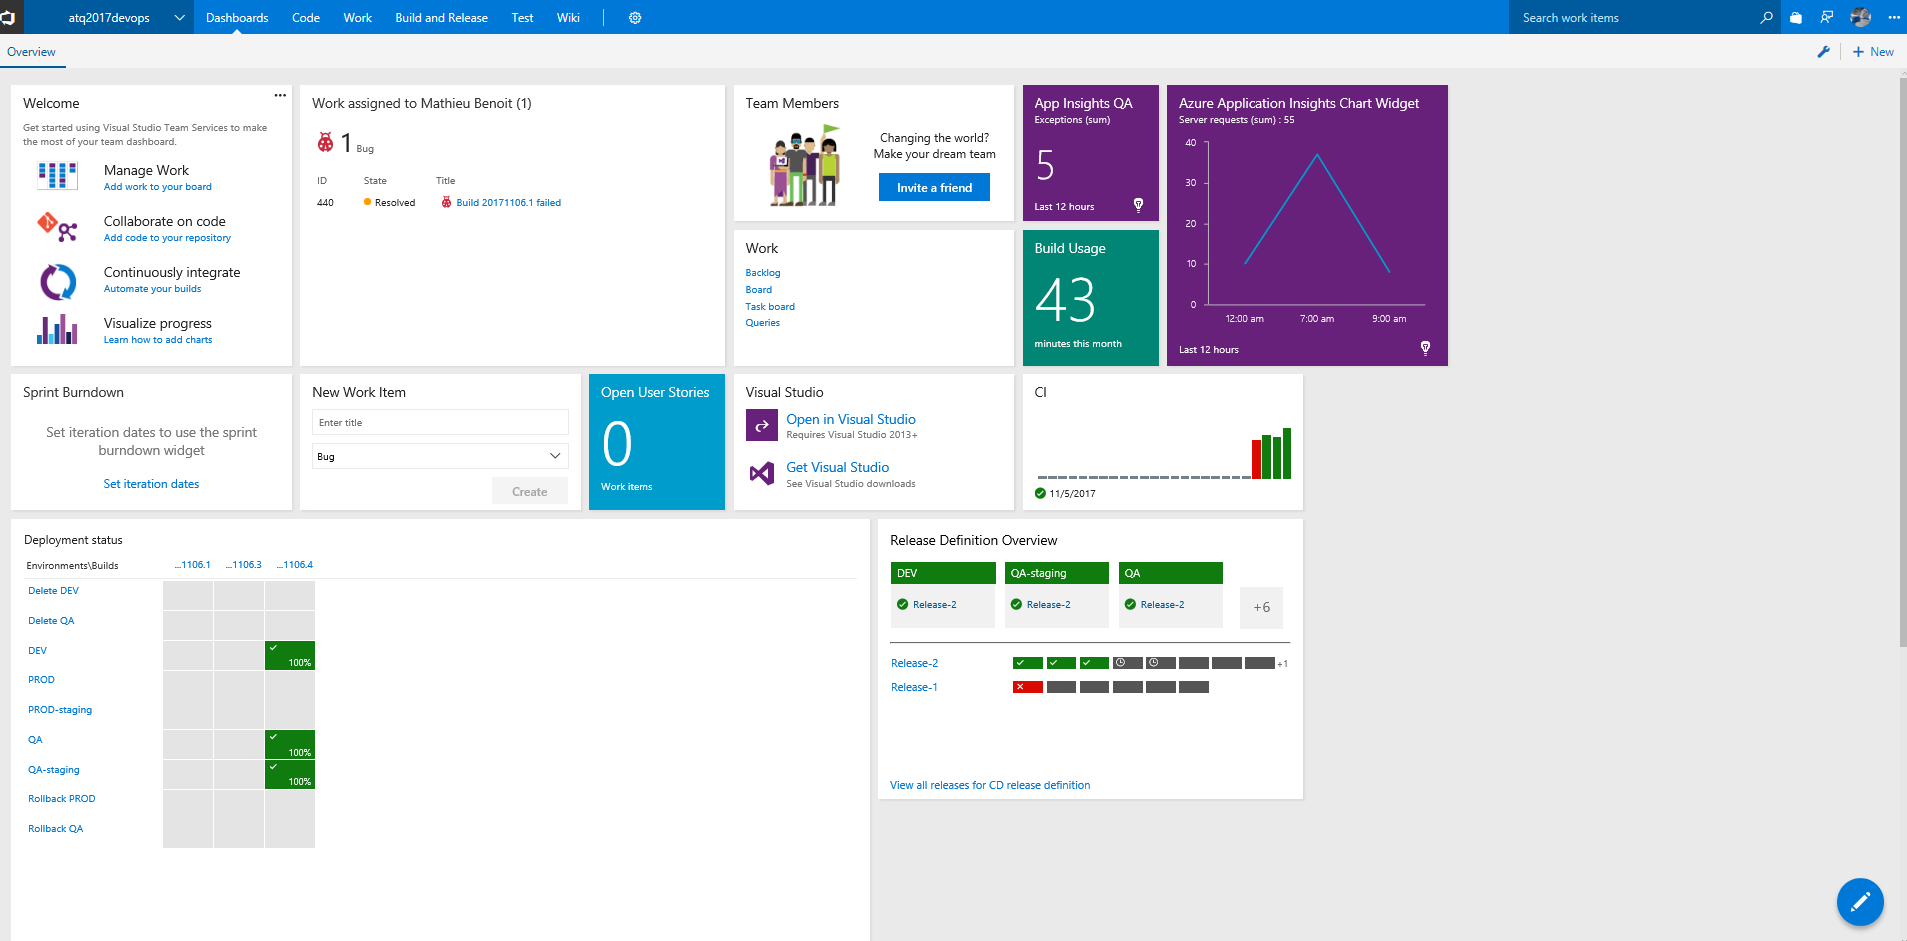 atq2017devops
Dashboards
Code
Work
Build and Release
Test
Wiki
Search work items
Overview
New
Welcome
Get started using Visual Studio Team Services to make
the most of your team dashboard.
Manage Work
Add work to your board
Collaborate on code
Add code to your repository
Continuously integrate
Automate your builds
Visualize progress
Learn how to add charts
Work assigned to Mathieu Benoit (1)
1 Bug
ID State Title
440 Resolved Build 20171106.1 failed
Team Members
Changing the world?
Make your dream team
Invite a friend
Work
Backlog
Board
Task board
Queries
App Insights QA
Exceptions (sum)
5
Last 12 hours
Build Usage
43
minutes this month
Azure Application Insights Chart Widget
Server requests (sum) : 55
40
30
20
10
0
12:00 am 7:00 am 9:00 am
Last 12 hours
Sprint Burndown
Set iteration dates to use the sprint
burndown widget
Set iteration dates
New Work Item
Enter title
Bug
Create
Open User Stories
0
Work items
Visual Studio
Open in Visual Studio
Requires Visual Studio 2013+
Get Visual Studio
See Visual Studio downloads
CI
11/5/2017
Deployment status
Environments\Builds ...1106.1 ...1106.3 ...1106.4
Delete DEV
Delete QA
DEV 100%
PROD
PROD-staging
QA 100%
QA-staging 100%
Rollback PROD
Rollback QA
Release Definition Overview
DEV QA-staging QA
Release-2 Release-2 Release-2 +6
Release-2 +1
Release-1
View all releases for CD release definition